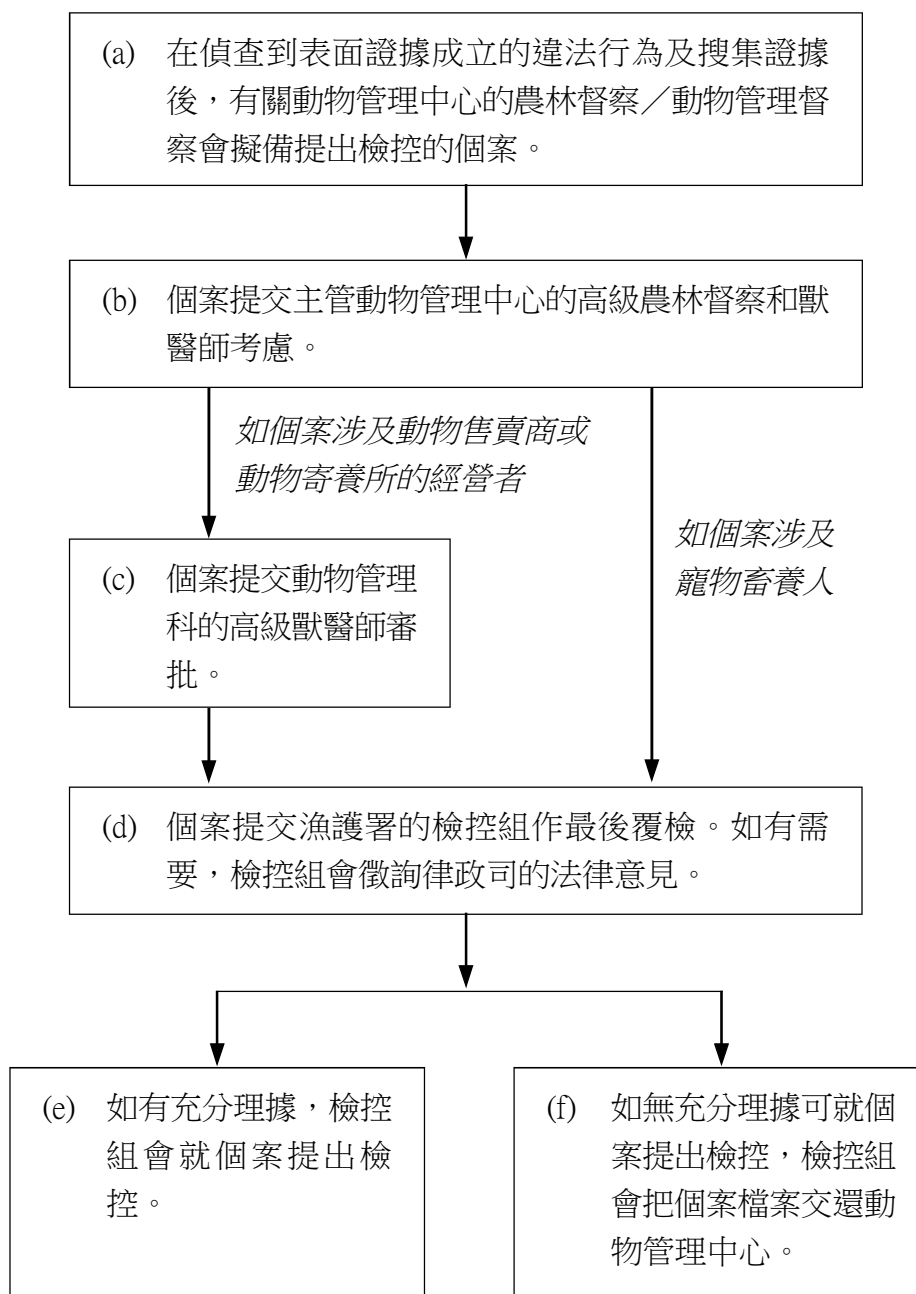 (a) 在偵查到表面證據成立的違法行為及搜集證據
後，有關動物管理中心的農林督察／動物管理督
察會擬備提出檢控的個案。
(b) 個案提交主管動物管理中心的高級農林督察和獸
醫師考慮。
如個案涉及動物售賣商或
動物寄養所的經營者
如個案涉及
寵物畜養人
(c) 個案提交動物管理
科的高級獸醫師審
批。
(d) 個案提交漁護署的檢控組作最後覆檢。如有需
要，檢控組會徵詢律政司的法律意見。
(e) 如有充分理據，檢控
組會就個案提出檢
控。
(f) 如無充分理據可就個
案提出檢控，檢控組
會把個案檔案交還動
物管理中心。